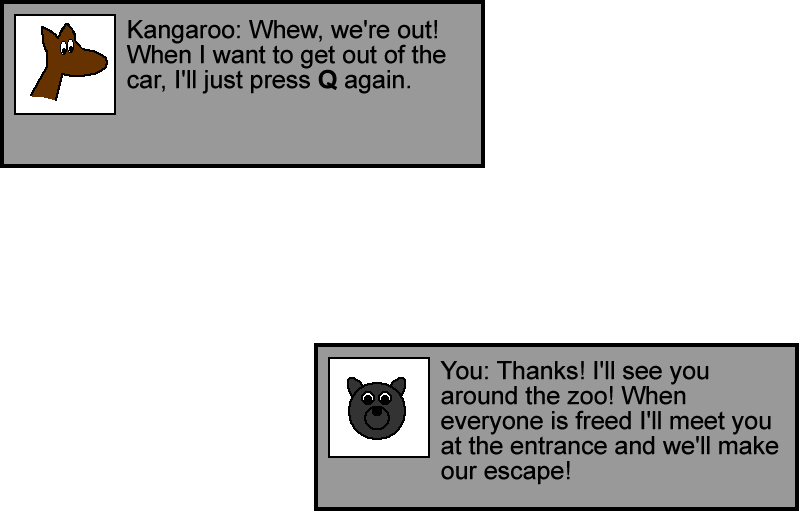 Kangaroo: Whew, we're out!
When I want to get out of the
car, I'll just press Q again.
You: Thanks! I'll see you
around the zoo! When
everyone is freed I'll meet you
at the entrance and we'll make
our escape!